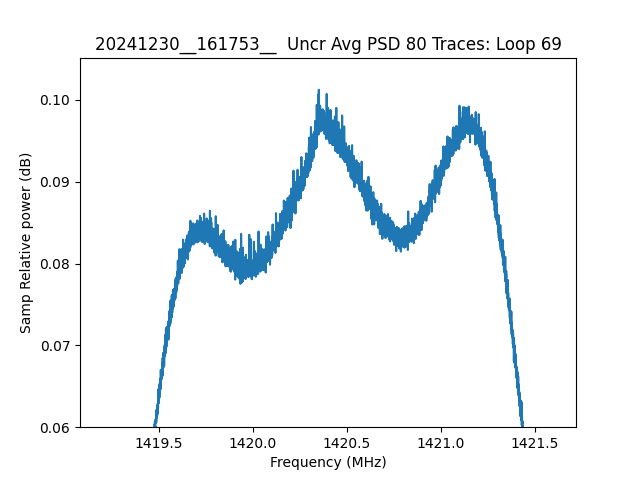 20241230__161753__  Uncr Avg PSD 80 Traces: Loop 69
0.10
0.09
0.08
0.07
0.06
Samp Relative power (dB)
1419.5 1420.0 1420.5 1421.0 1421.5
Frequency (MHz)